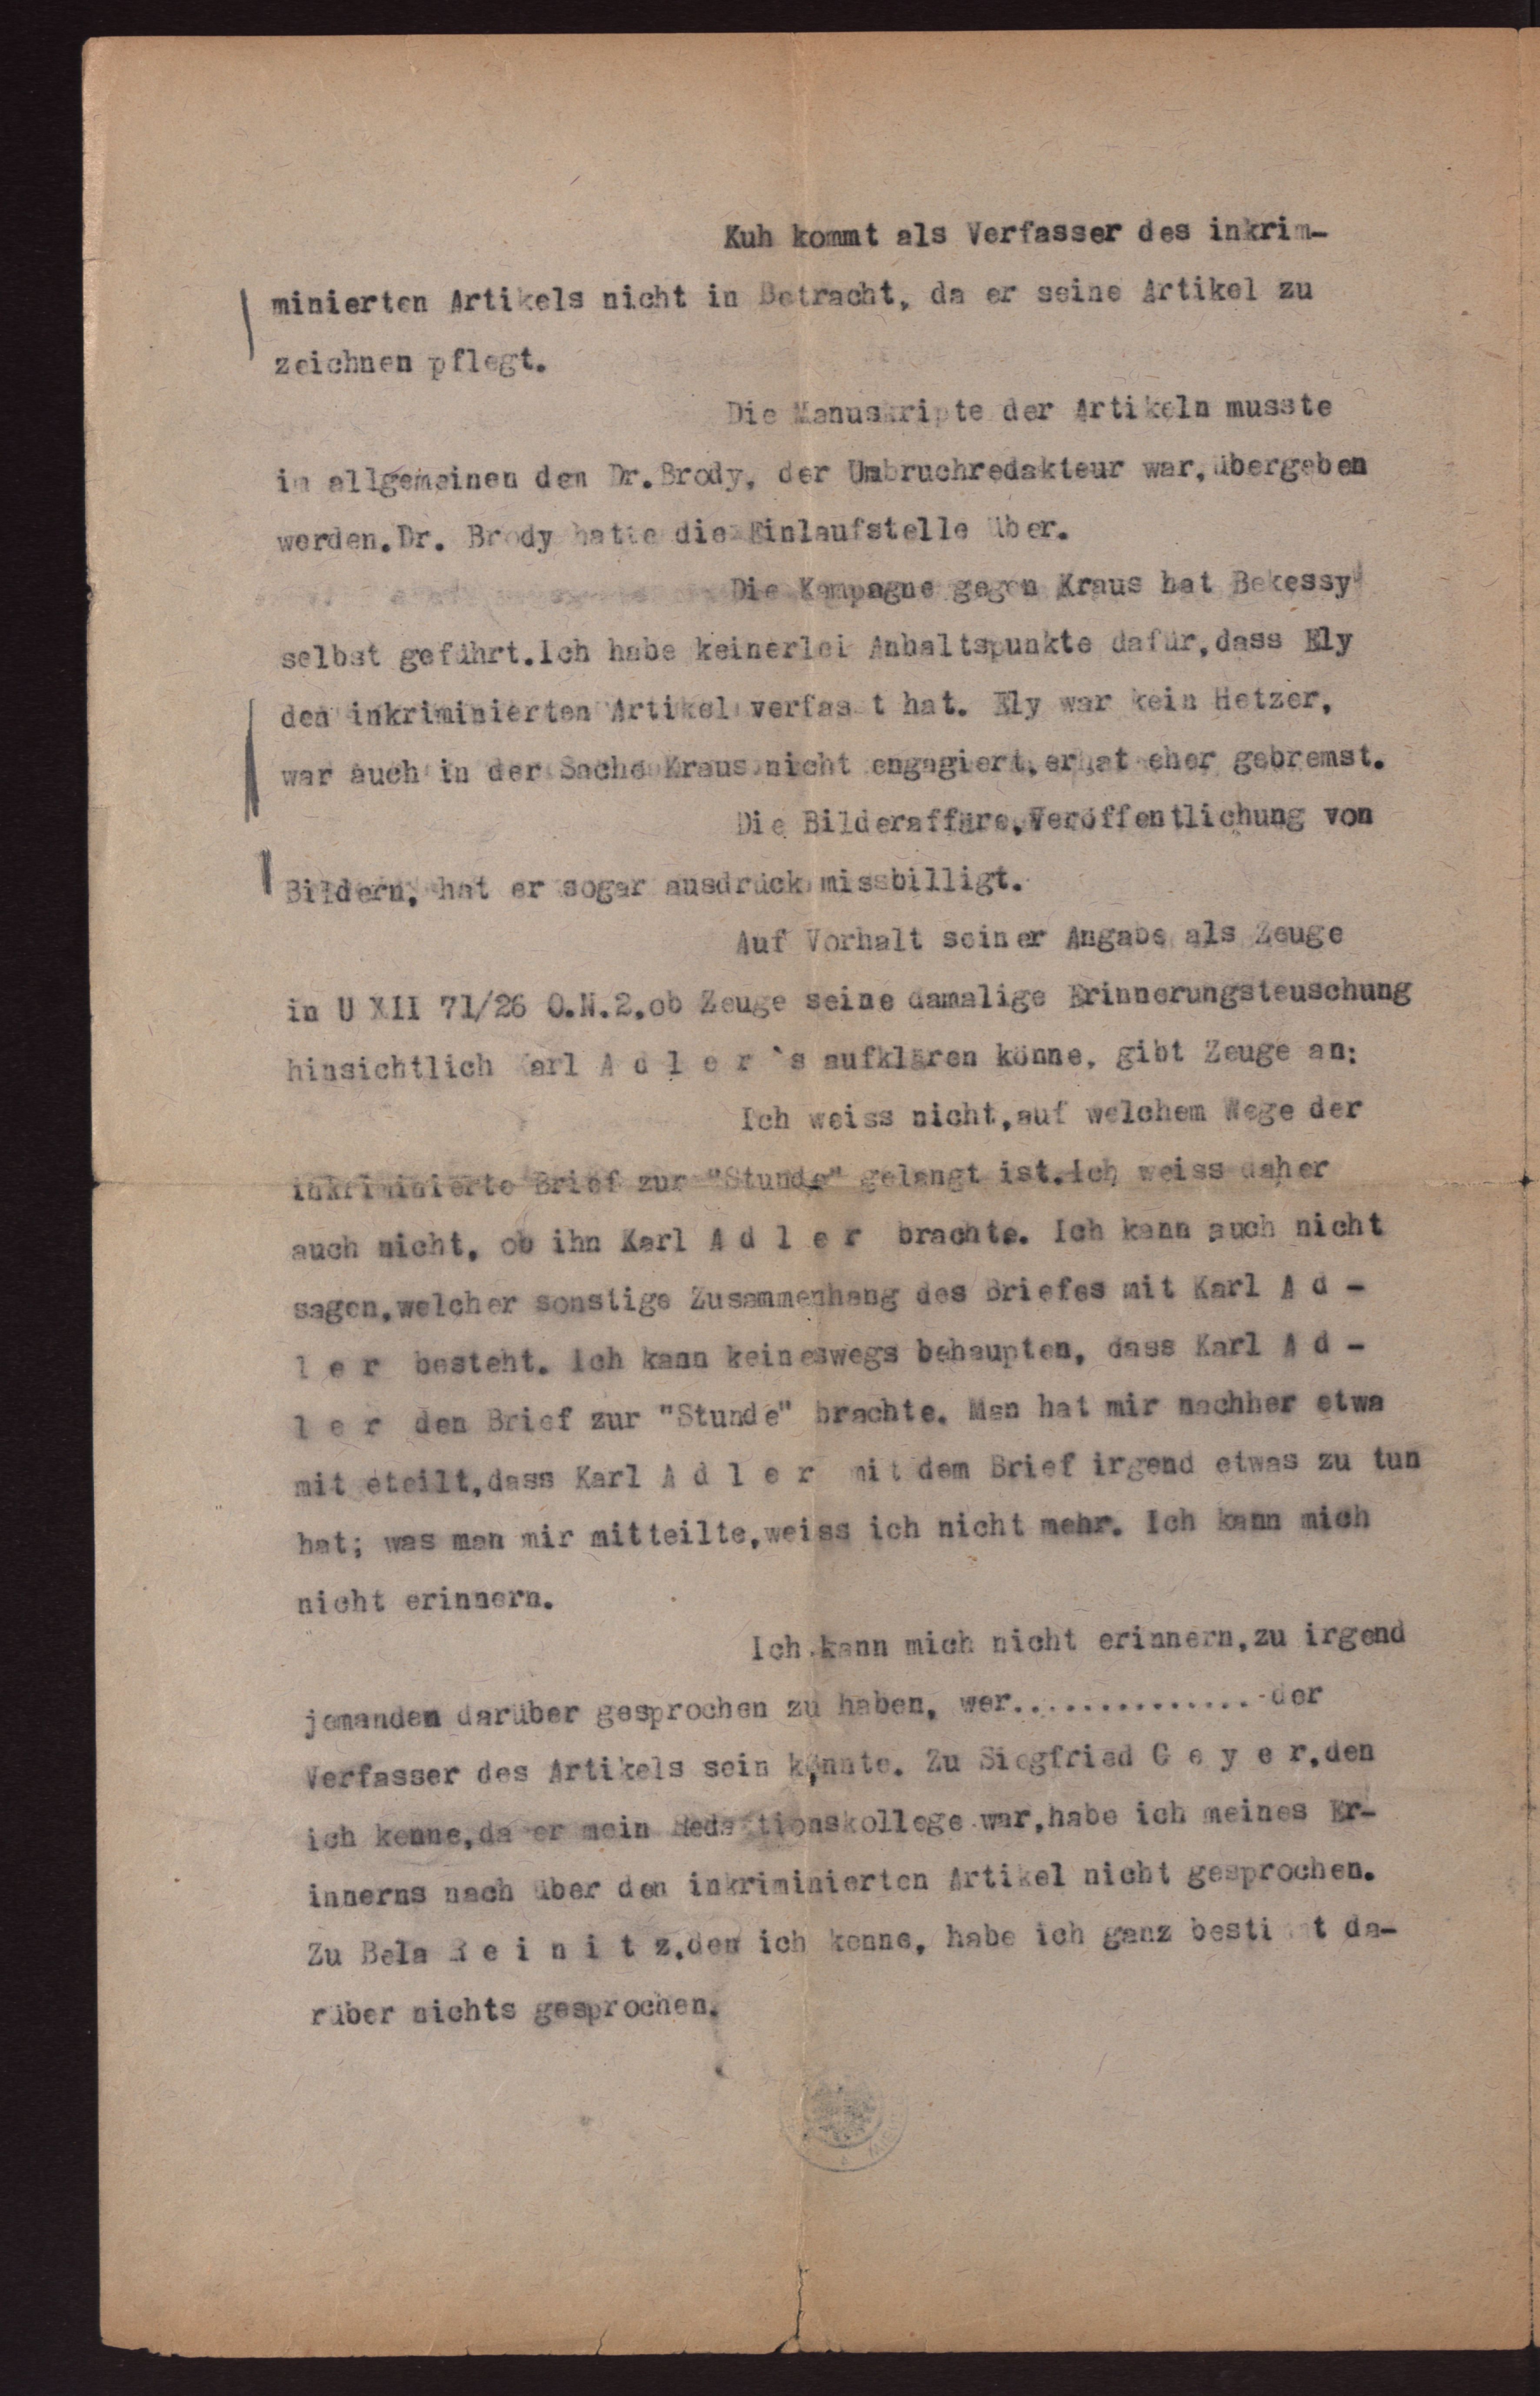 Kuh kommt als Verfasser des inkrim-
minierten Artikels nicht in Betracht, da er seine Artikel zu
zeichnen pflegt.
Die Manuskripte der Artikeln musste
im allgemeinen dem Dr.Brody, der Umbruchredakteur war,übergeben
werden.Dr. Brody hatte die Einlaufstelle über.
Die Kampagne gegen Kraus hat Bekessy
selbst geführt.Ich habe keinerlei Anhaltspunkte dafür,dass Ely
den inkriminierten Artikel verfasst hat. Ely war kein Hetzer,
war auch in der Sache Kraus nicht engagiert,erhat eher gebremst.
Die Bilderaffäre,Veröffentlichung von
Bildern, hat er sogar ausdrück missbilligt.
Auf Vorhalt seiner Angabe als Zeuge
in U XII 71/26 O.N.2,ob Zeuge seine damalige Erinnerungsteuschung
hinsichtlich Karl A d l e r `s aufklären könne, gibt Zeuge an:
Ich weiss nicht,auf welchem Wege der
inkriminierte Brief zur "Stunde" gelangt ist.Ich weiss daher
auch nicht, ob ihn Karl A d l e r brachte. Ich kann auch nicht
sagen,welcher sonstige Zusammenhang des Briefes mit Karl A d -
l e r besteht. Ich kann keineswegs behaupten, dass Karl A d -
l e r den Brief zur "Stunde" brachte. Man hat mir nachher etwa
mitgeteilt,dass Karl A d l e r mit dem Brief irgend etwas zu tun
hat; was man mir mitteilte,weiss ich nicht mehr. Ich kann mich
nicht erinnern.
Ich kann mich nicht erinnern,zu irgend
jemandem darüber gesprochen zu haben, wer...............der
Verfasser des Artikels sein könnte. Zu Siegfried G e y e r,den
ich kenne,da er mein Redaktionskollege war,habe ich meines Er-
innerns nach über den inkriminierten Artikel nicht gesprochen.
Zu Bela R e i n i t z,den ich kenne, habe ich ganz bestimmt da-
rüber nichts gesprochen.